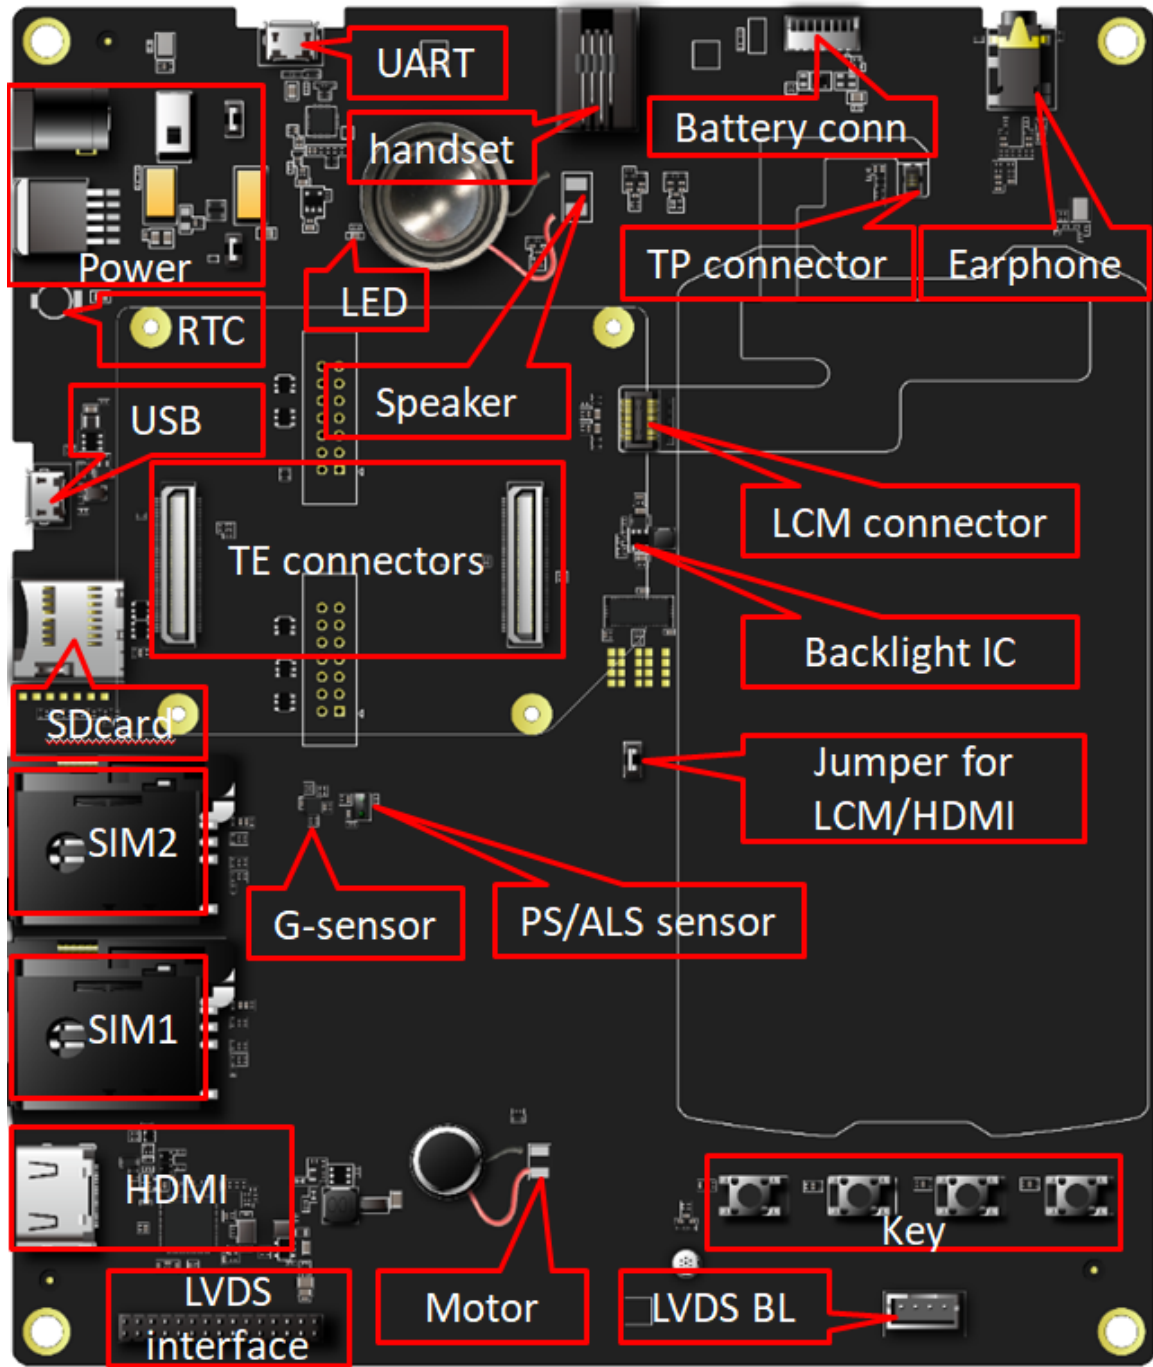 UART
handset
Battery conn
Power
TP connector
Earphone
LED
RTC
Speaker
USB
LCM connector
TE connectors
Backlight IC
SDcard
Jumper for
LCM/HDMI
SIM2
G-sensor
PS/ALS sensor
SIM1
HDMI
Key
LVDS
interface
Motor
LVDS BL